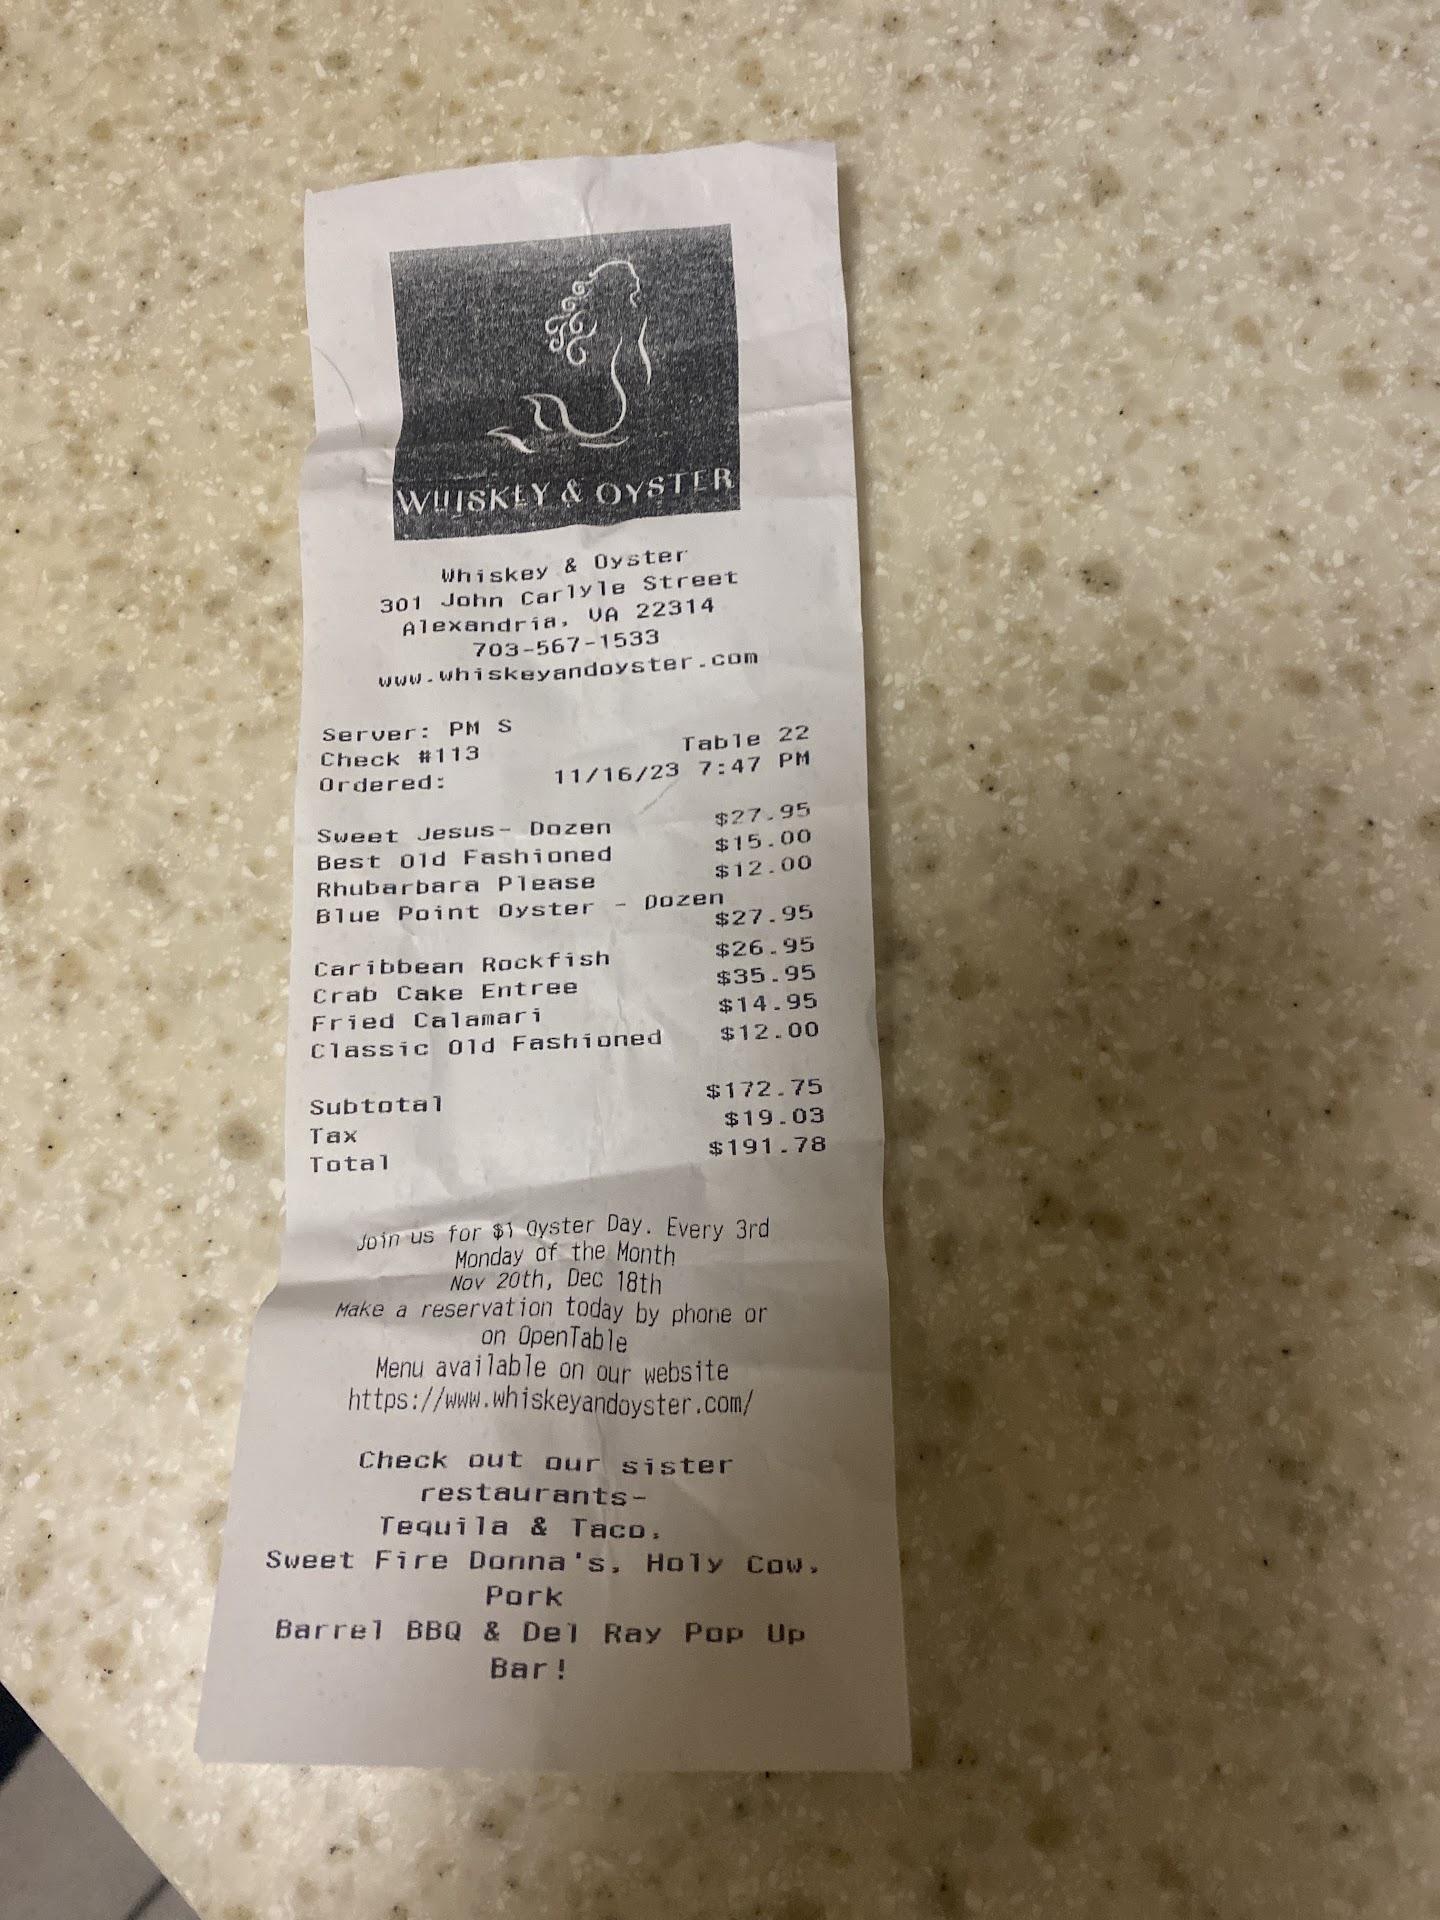 WHISKEY & OYSTER
Whiskey & Oyster
301 John Carlyle Street
Alexandria, VA 22314
703-567-1533
www.whiskeyandoyster.com
Server: PM S
Check #113 Table 22
Ordered: 11/16/23 7:47 PM
Sweet Jesus- Dozen $27.95
Best Old Fashioned $15.00
Rhubarbara Please $12.00
Blue Point Oyster - Dozen
$27.95
Caribbean Rockfish $26.95
Crab Cake Entree $35.95
Fried Calamari $14.95
Classic Old Fashioned $12.00
Subtotal $172.75
Tax $19.03
Total $191.78
Join us for $1 Oyster Day. Every 3rd
Monday of the Month
Nov 20th, Dec 18th
Make a reservation today by phone or
on OpenTable
Menu available on our website
https://www.whiskeyandoyster.com/
Check out our sister
restaurants-
Tequila & Taco,
Sweet Fire Donna's, Holy Cow,
Pork
Barrel BBQ & Del Ray Pop Up
Bar!